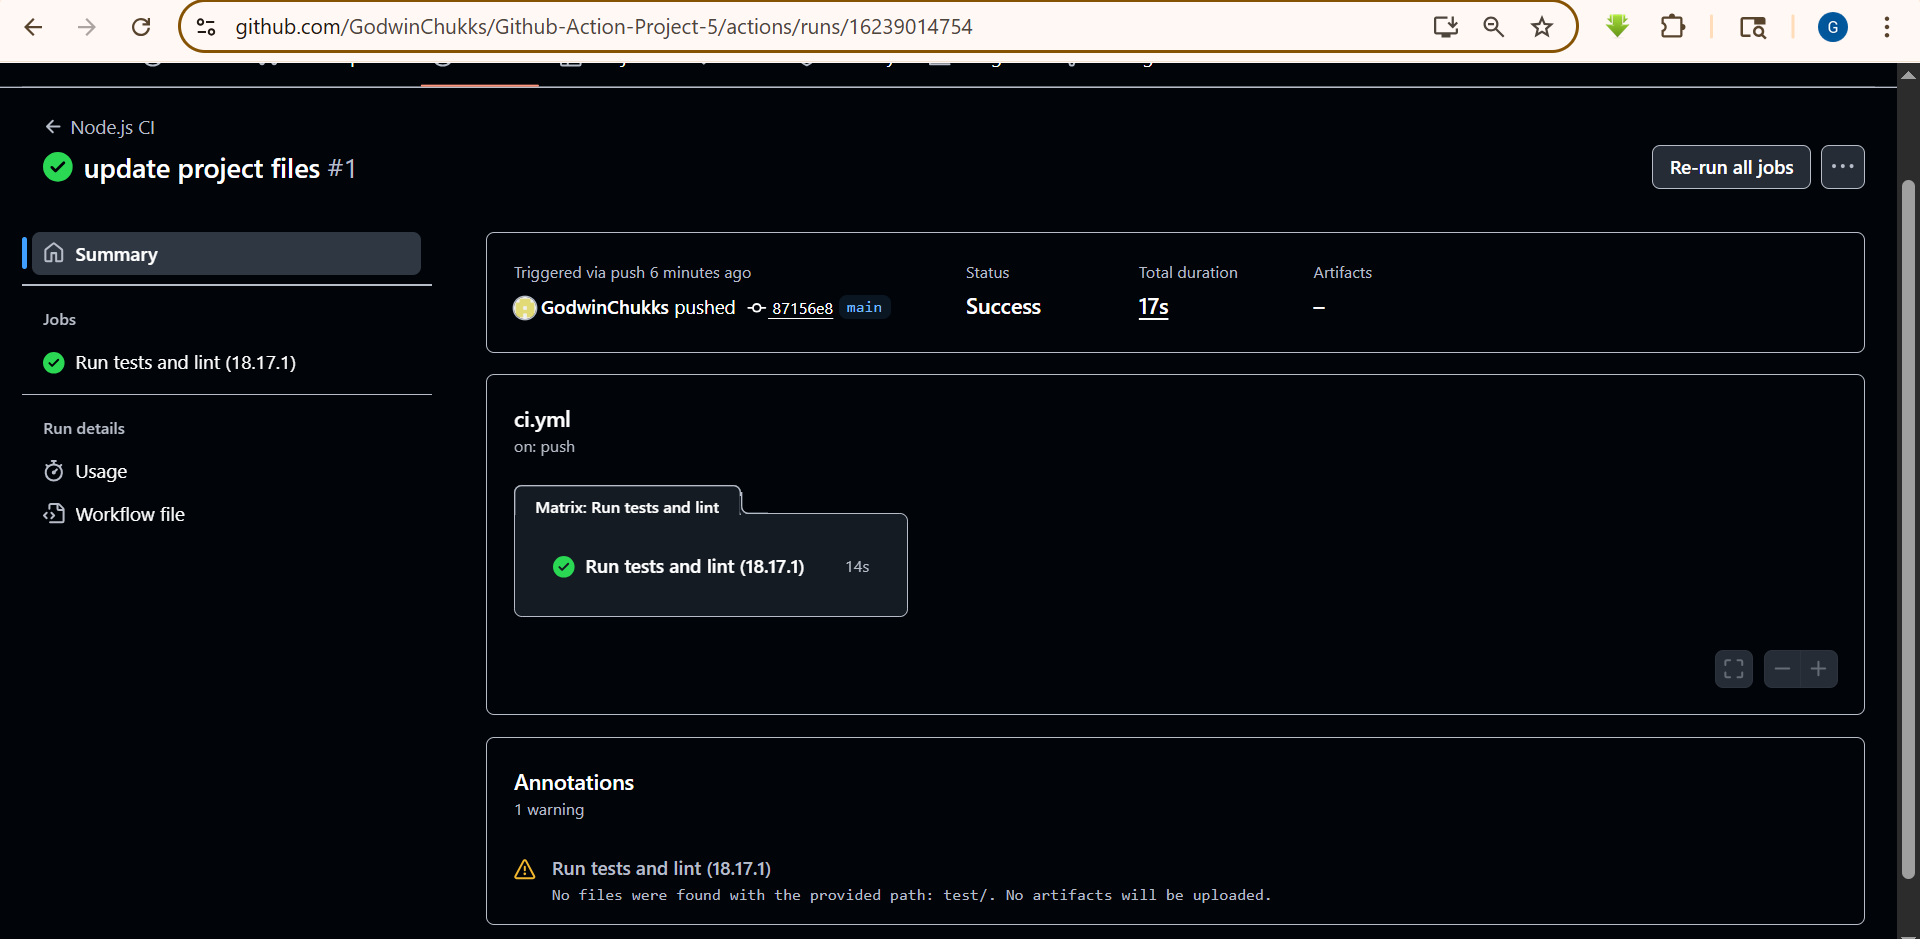 github.com/GodwinChukks/Github-Action-Project-5/actions/runs/16239014754
G
Node.js CI
update project files #1
Re-run all jobs
Summary
Jobs
Run tests and lint (18.17.1)
Run details
Usage
Workflow file
Triggered via push 6 minutes ago
GodwinChukks pushed 87156e8 main
Status
Success
Total duration
17s
Artifacts
–
ci.yml
on: push
Matrix: Run tests and lint
Run tests and lint (18.17.1) 14s
Annotations
1 warning
Run tests and lint (18.17.1)
No files were found with the provided path: test/. No artifacts will be uploaded.